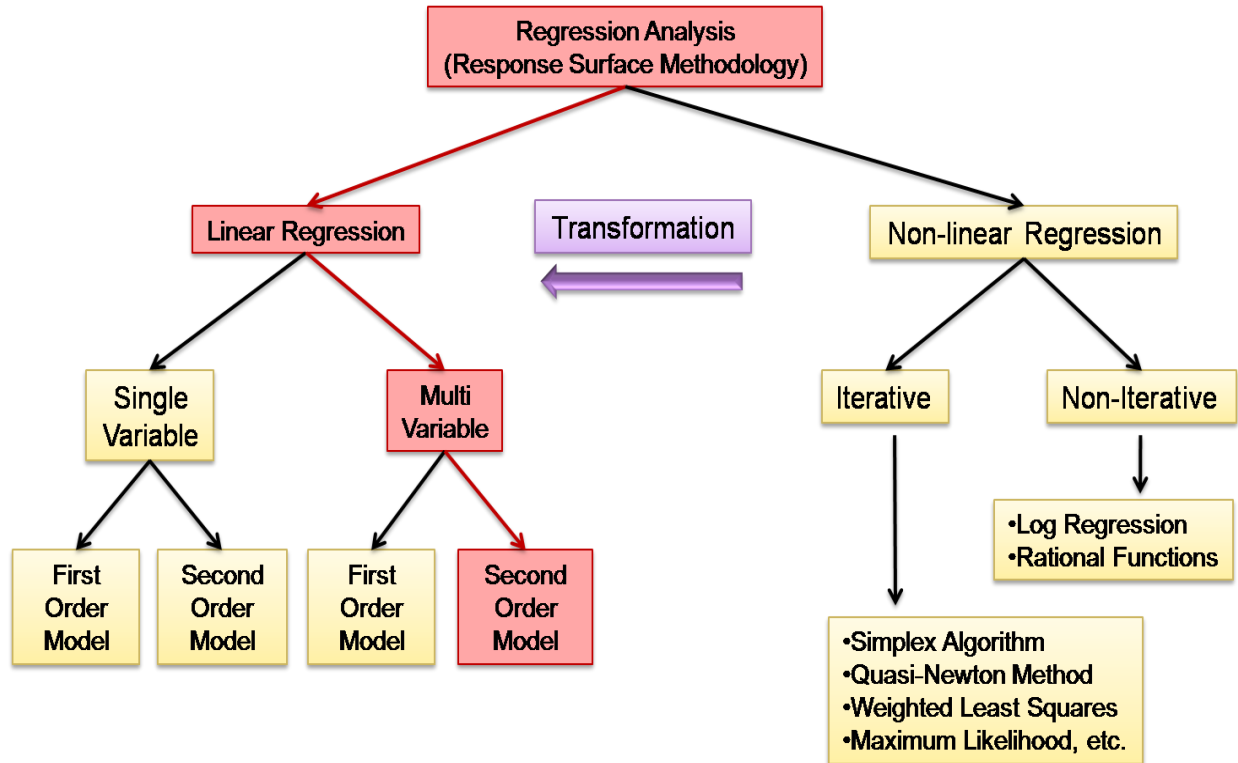 Regression Analysis
(Response Surface Methodology)
Linear Regression
Transformation
Non-linear Regression
Single
Variable
Multi
Variable
Iterative
Non-Iterative
First
Order
Model
Second
Order
Model
First
Order
Model
Second
Order
Model
•Log Regression
•Rational Functions
•Simplex Algorithm
•Quasi-Newton Method
•Weighted Least Squares
•Maximum Likelihood, etc.